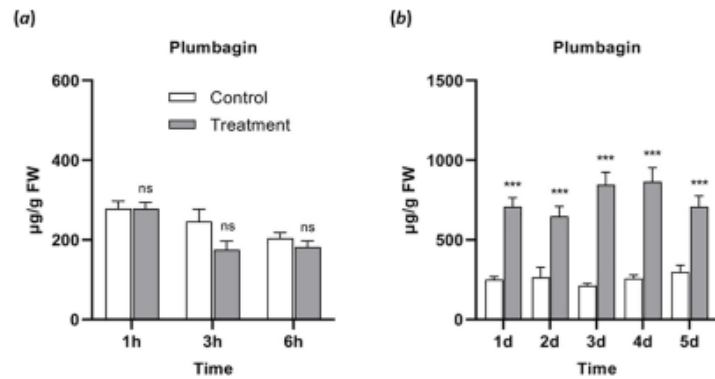 (a)
Plumbagin
600
400
200
0
µg/g FW
Control
Treatment
ns
ns
ns
1h 3h 6h
Time
(b)
Plumbagin
1500
1000
500
0
µg/g FW
***
***
***
***
***
1d 2d 3d 4d 5d
Time